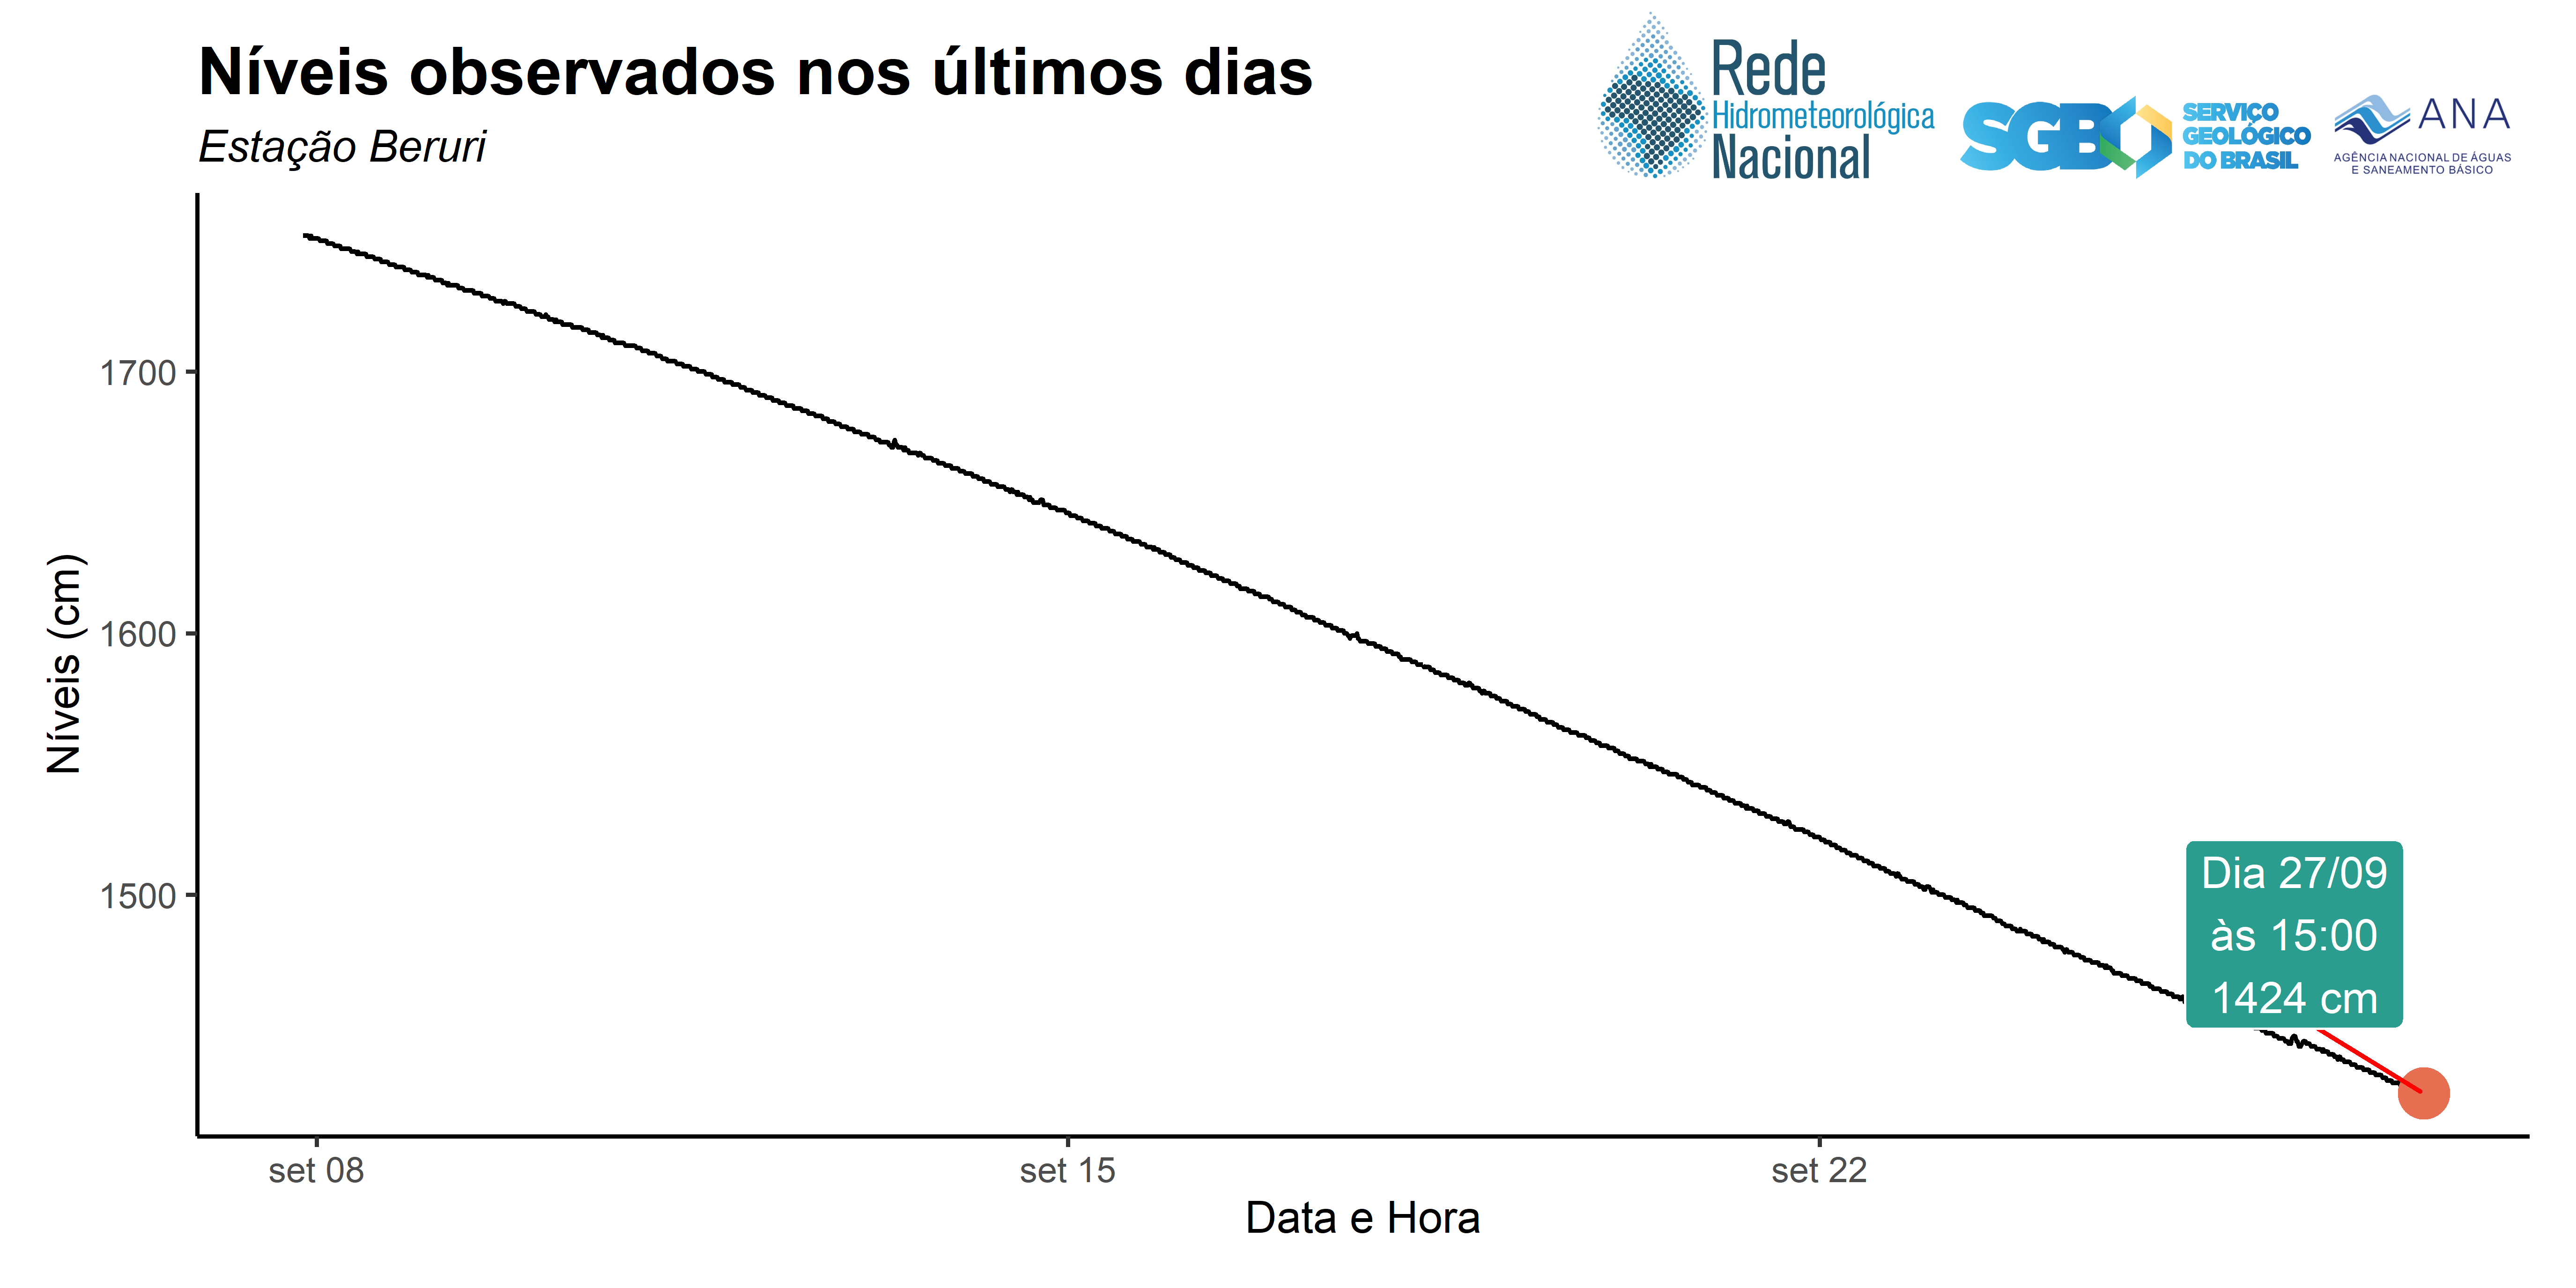 Níveis observados nos últimos dias
Estação Beruri
Rede
Hidrometeorológica
Nacional
SGB
SERVIÇO
GEOLÓGICO
DO BRASIL
ANA
AGÊNCIA NACIONAL DE ÁGUAS
E SANEAMENTO BÁSICO
Níveis (cm)
1700
1600
1500
Dia 27/09
às 15:00
1424 cm
set 08
set 15
set 22
Data e Hora